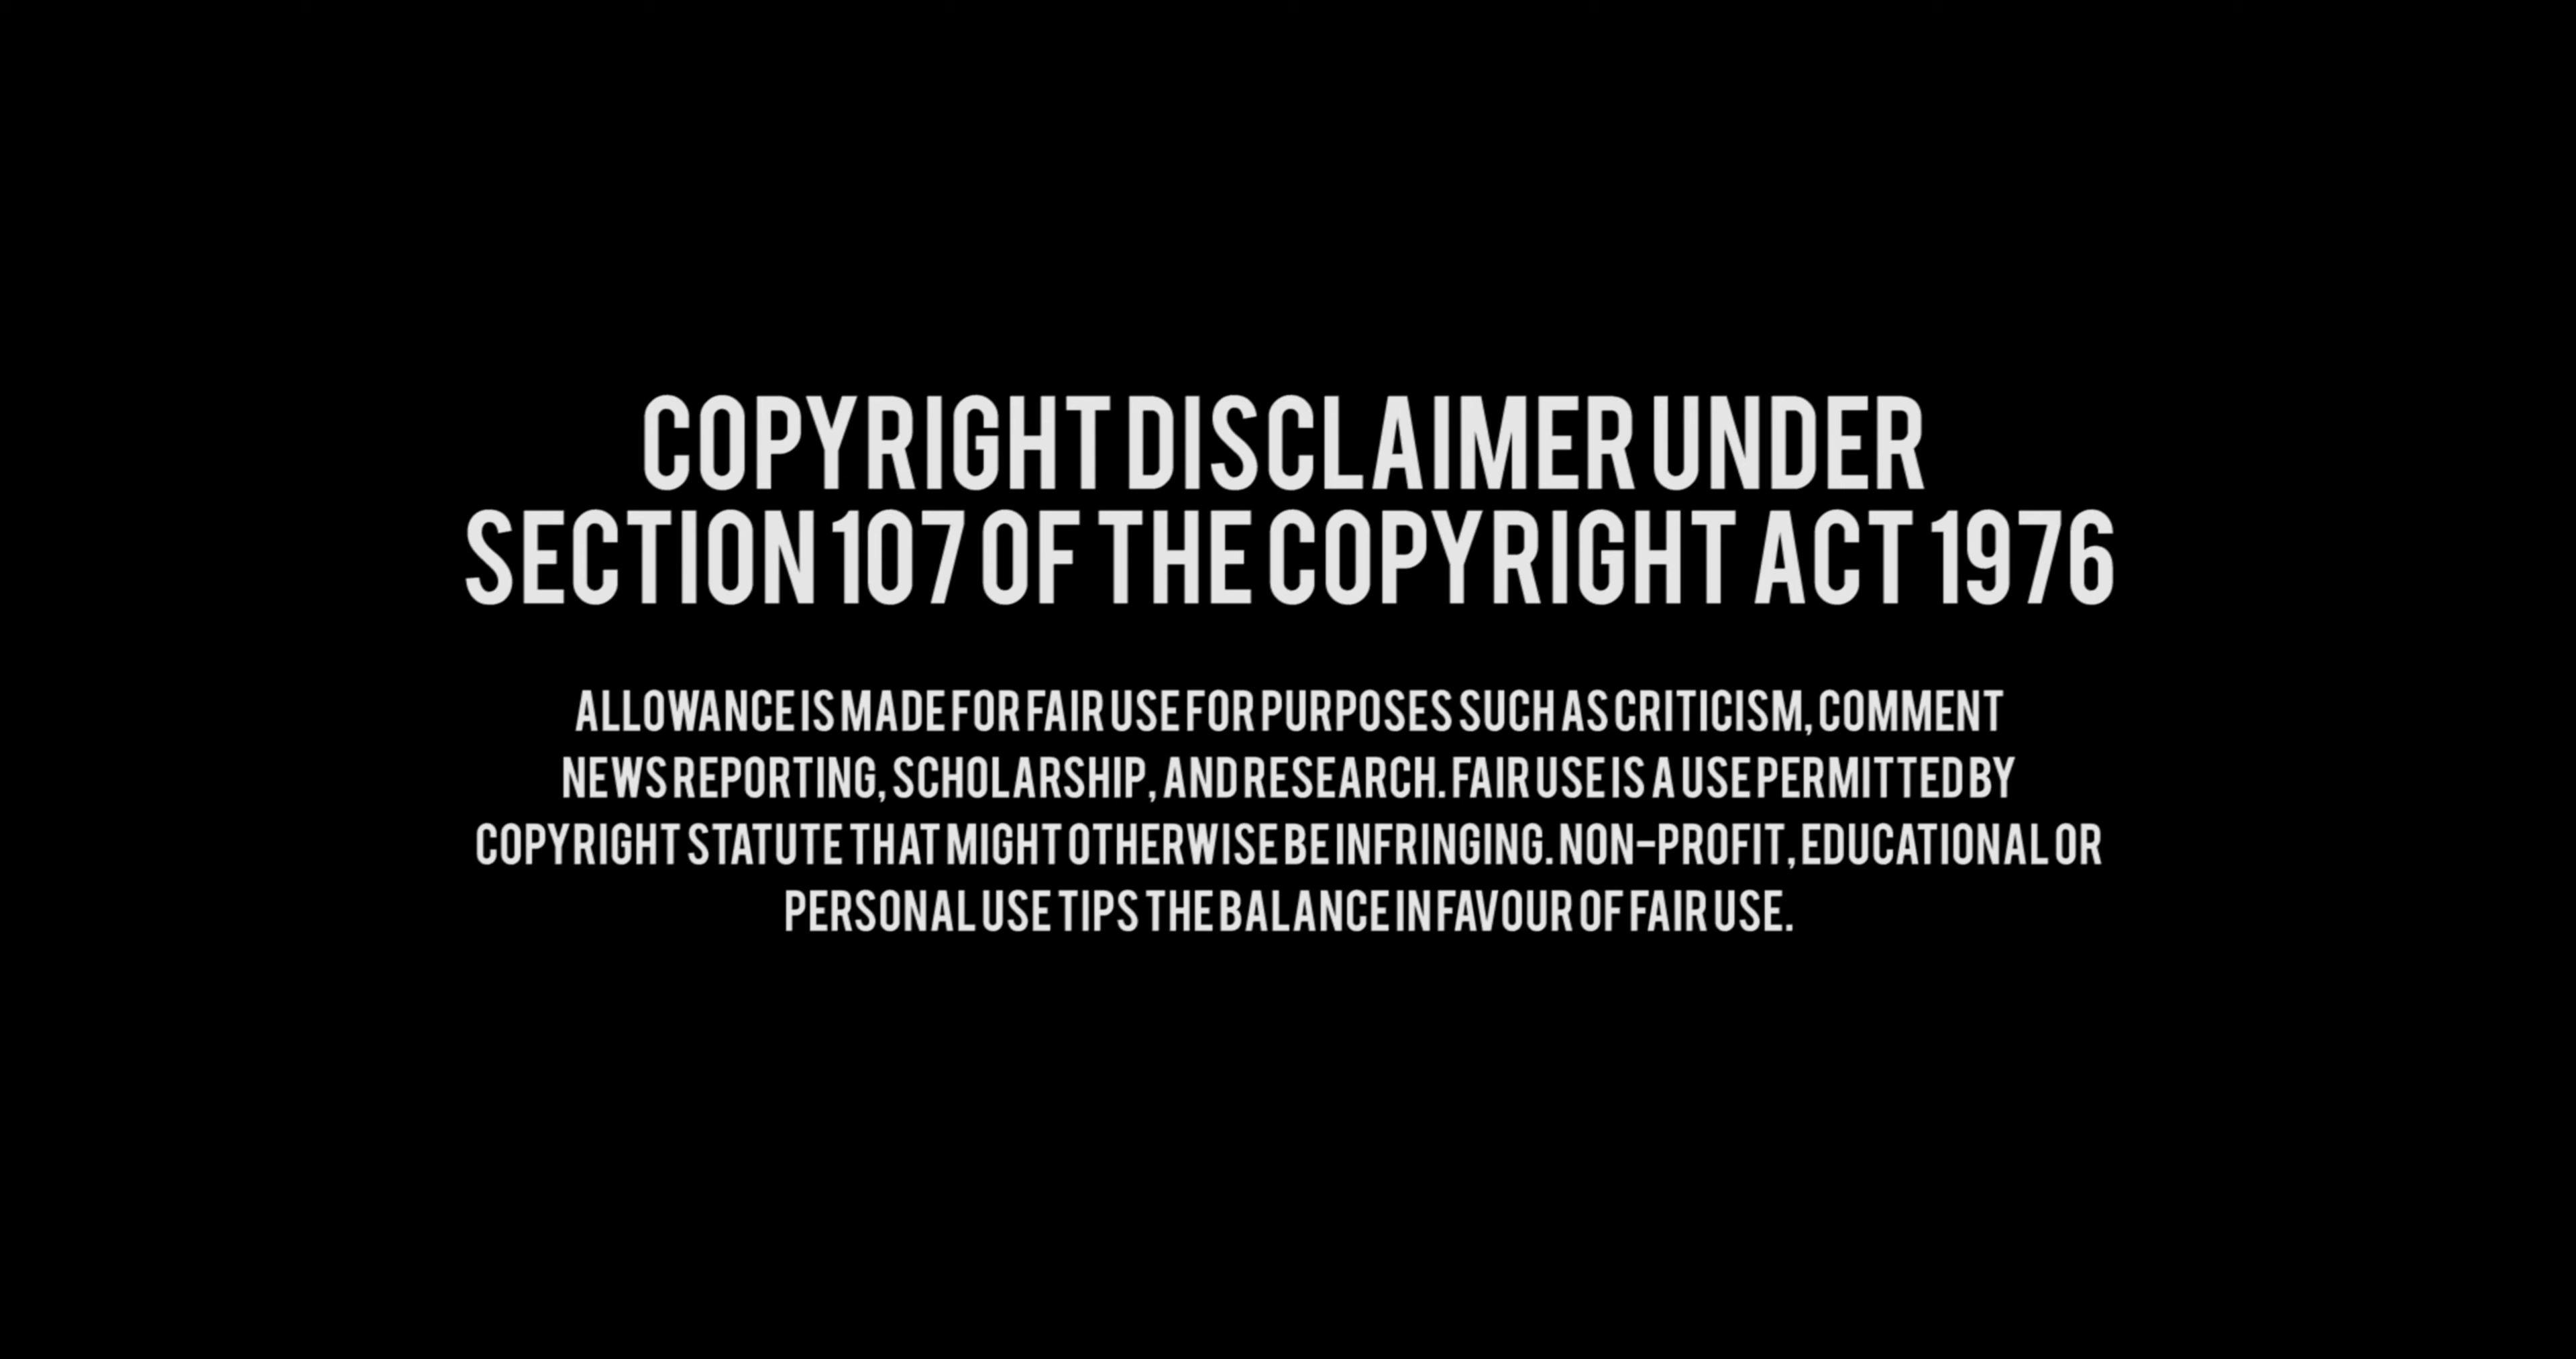 COPYRIGHT DISCLAIMER UNDER
SECTION 107 OF THE COPYRIGHT ACT 1976
ALLOWANCE IS MADE FOR FAIR USE FOR PURPOSES SUCH AS CRITICISM, COMMENT
NEWS REPORTING, SCHOLARSHIP, AND RESEARCH. FAIR USE IS A USE PERMITTED BY
COPYRIGHT STATUTE THAT MIGHT OTHERWISE BE INFRINGING. NON-PROFIT, EDUCATIONAL OR
PERSONAL USE TIPS THE BALANCE IN FAVOUR OF FAIR USE.